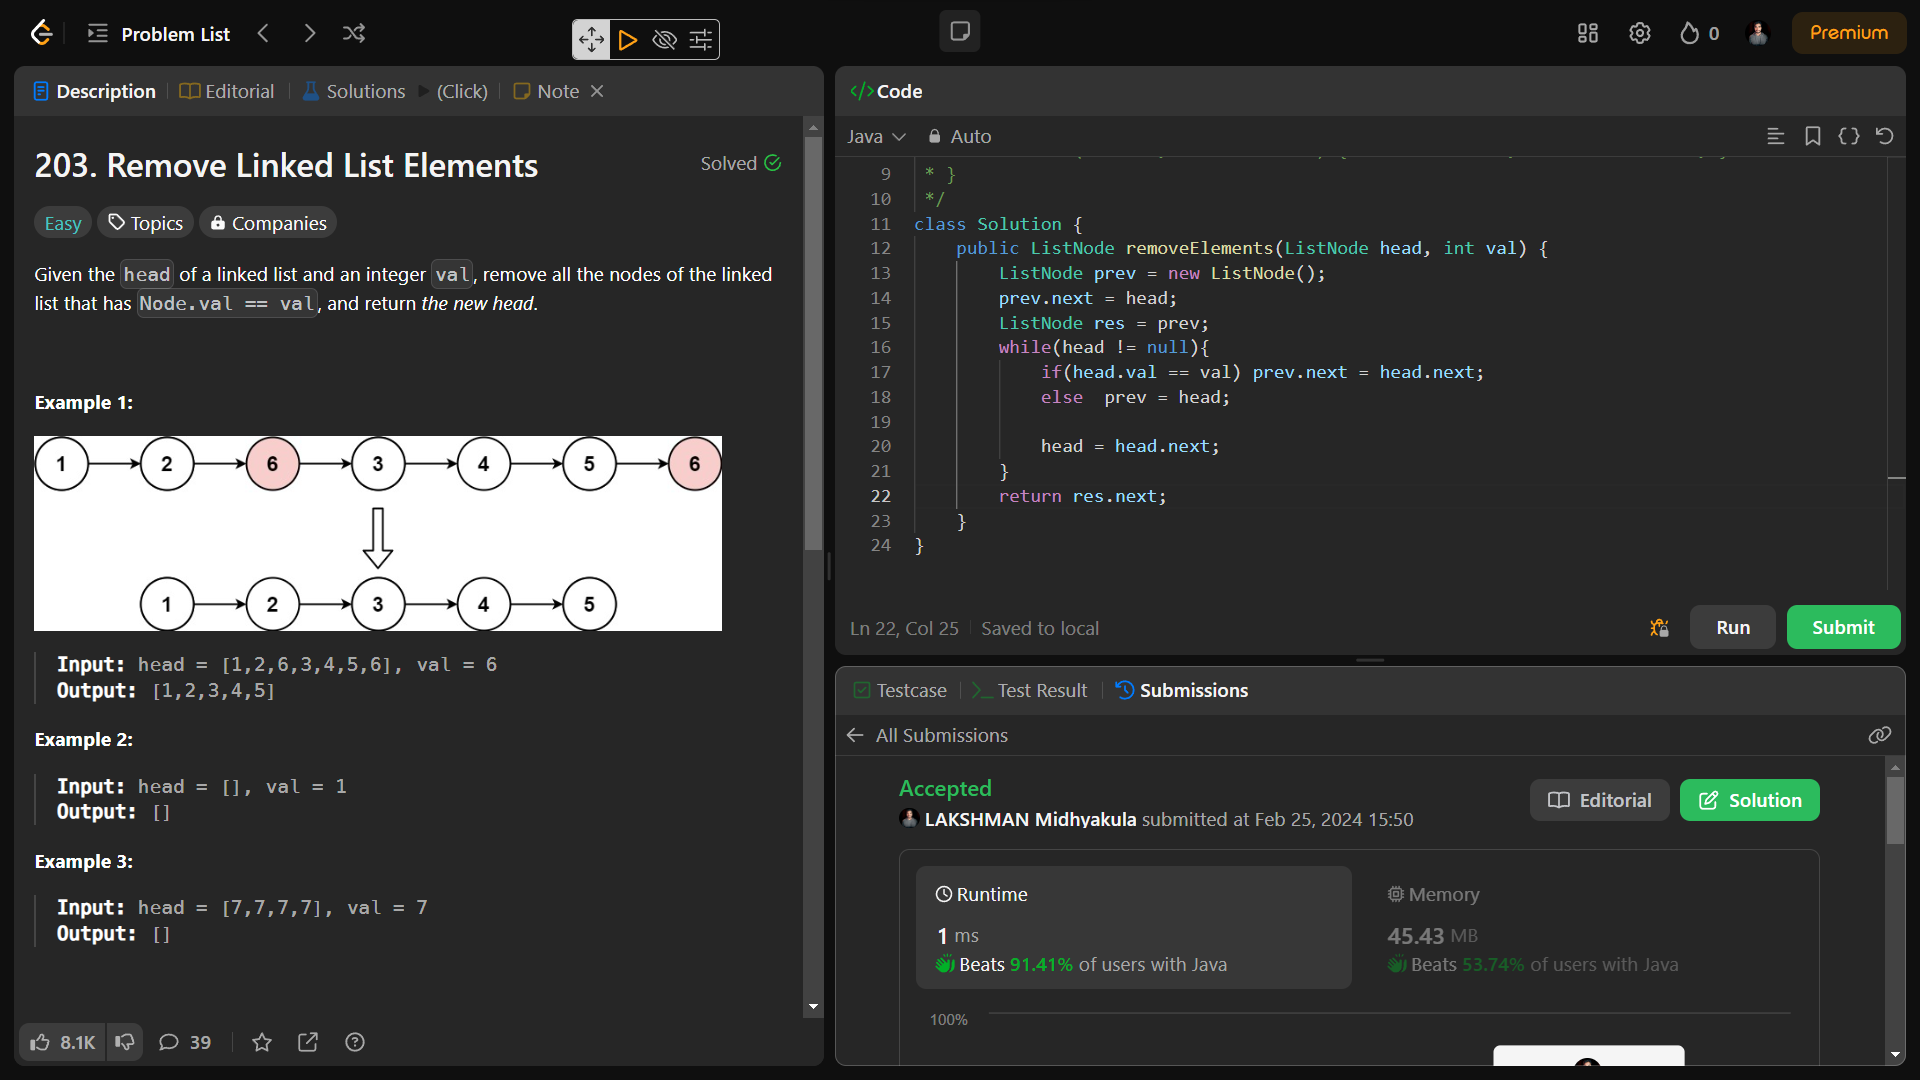 Problem List
0
Premium
Description
Editorial
Solutions
(Click)
Note
203. Remove Linked List Elements
Solved
Easy
Topics
Companies
Given the head of a linked list and an integer val, remove all the nodes of the linked
list that has Node.val == val, and return the new head.
Example 1:
1 2 6 3 4 5 6
1 2 3 4 5
Input: head = [1,2,6,3,4,5,6], val = 6
Output: [1,2,3,4,5]
Example 2:
Input: head = [], val = 1
Output: []
Example 3:
Input: head = [7,7,7,7], val = 7
Output: []
8.1K
39
</>Code
Java
Auto
9 * }
10 */
11 class Solution {
12 public ListNode removeElements(ListNode head, int val) {
13 ListNode prev = new ListNode();
14 prev.next = head;
15 ListNode res = prev;
16 while(head != null){
17 if(head.val == val) prev.next = head.next;
18 else  prev = head;
19
20 head = head.next;
21 }
22 return res.next;
23 }
24 }
Ln 22, Col 25
Saved to local
Run
Submit
Testcase
Test Result
Submissions
All Submissions
Accepted
LAKSHMAN Midhyakula submitted at Feb 25, 2024 15:50
Editorial
Solution
Runtime
1 ms
Beats 91.41% of users with Java
Memory
45.43 MB
Beats 53.74% of users with Java
100%